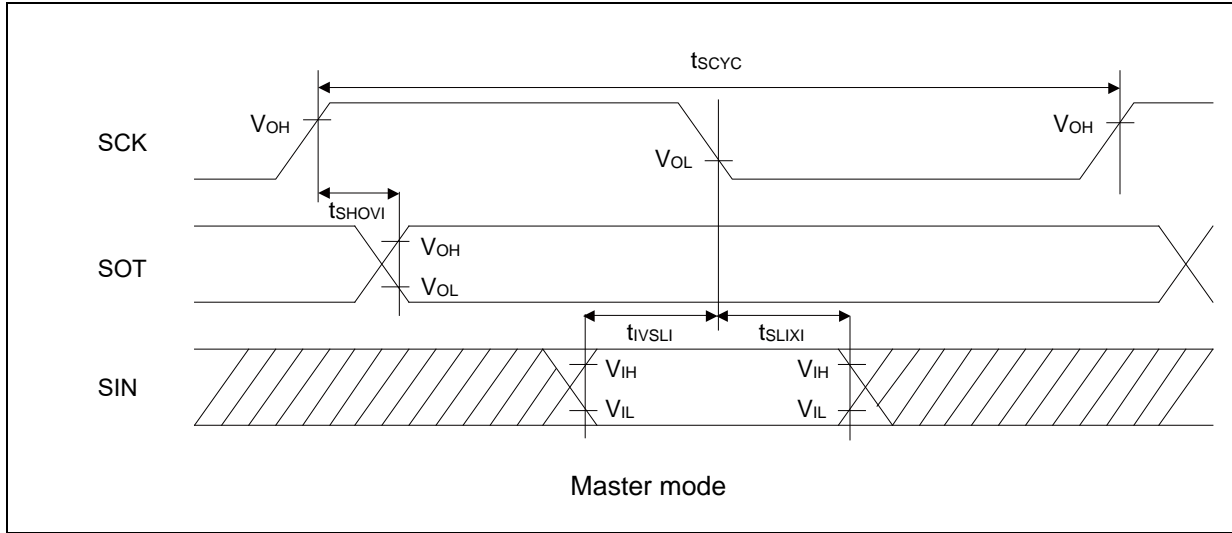 tSCYC
SCK
VOH
VOL
VOH
tSHOVI
SOT
VOH
VOL
tIVSLI
tSLIXI
SIN
VIH
VIH
VIL
VIL
Master mode